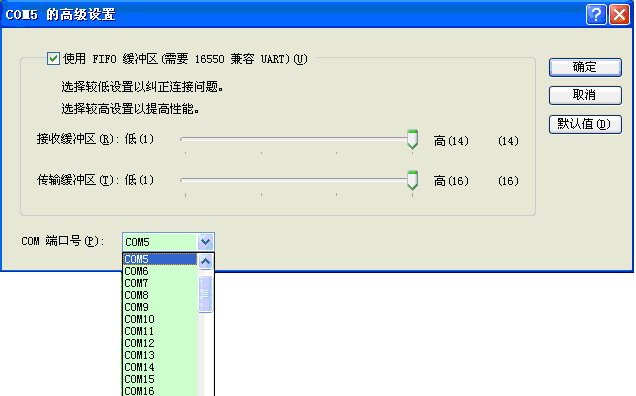 COM5 的高级设置
使用 FIFO 缓冲区(需要 16550 兼容 UART)(U)
确定
选择较低设置以纠正连接问题。
取消
选择较高设置以提高性能。
默认值(D)
接收缓冲区(R): 低(1) 高(14) (14)
传输缓冲区(T): 低(1) 高(16) (16)
COM 端口号(P): COM5
COM5
COM6
COM7
COM8
COM9
COM10
COM11
COM12
COM13
COM14
COM15
COM16